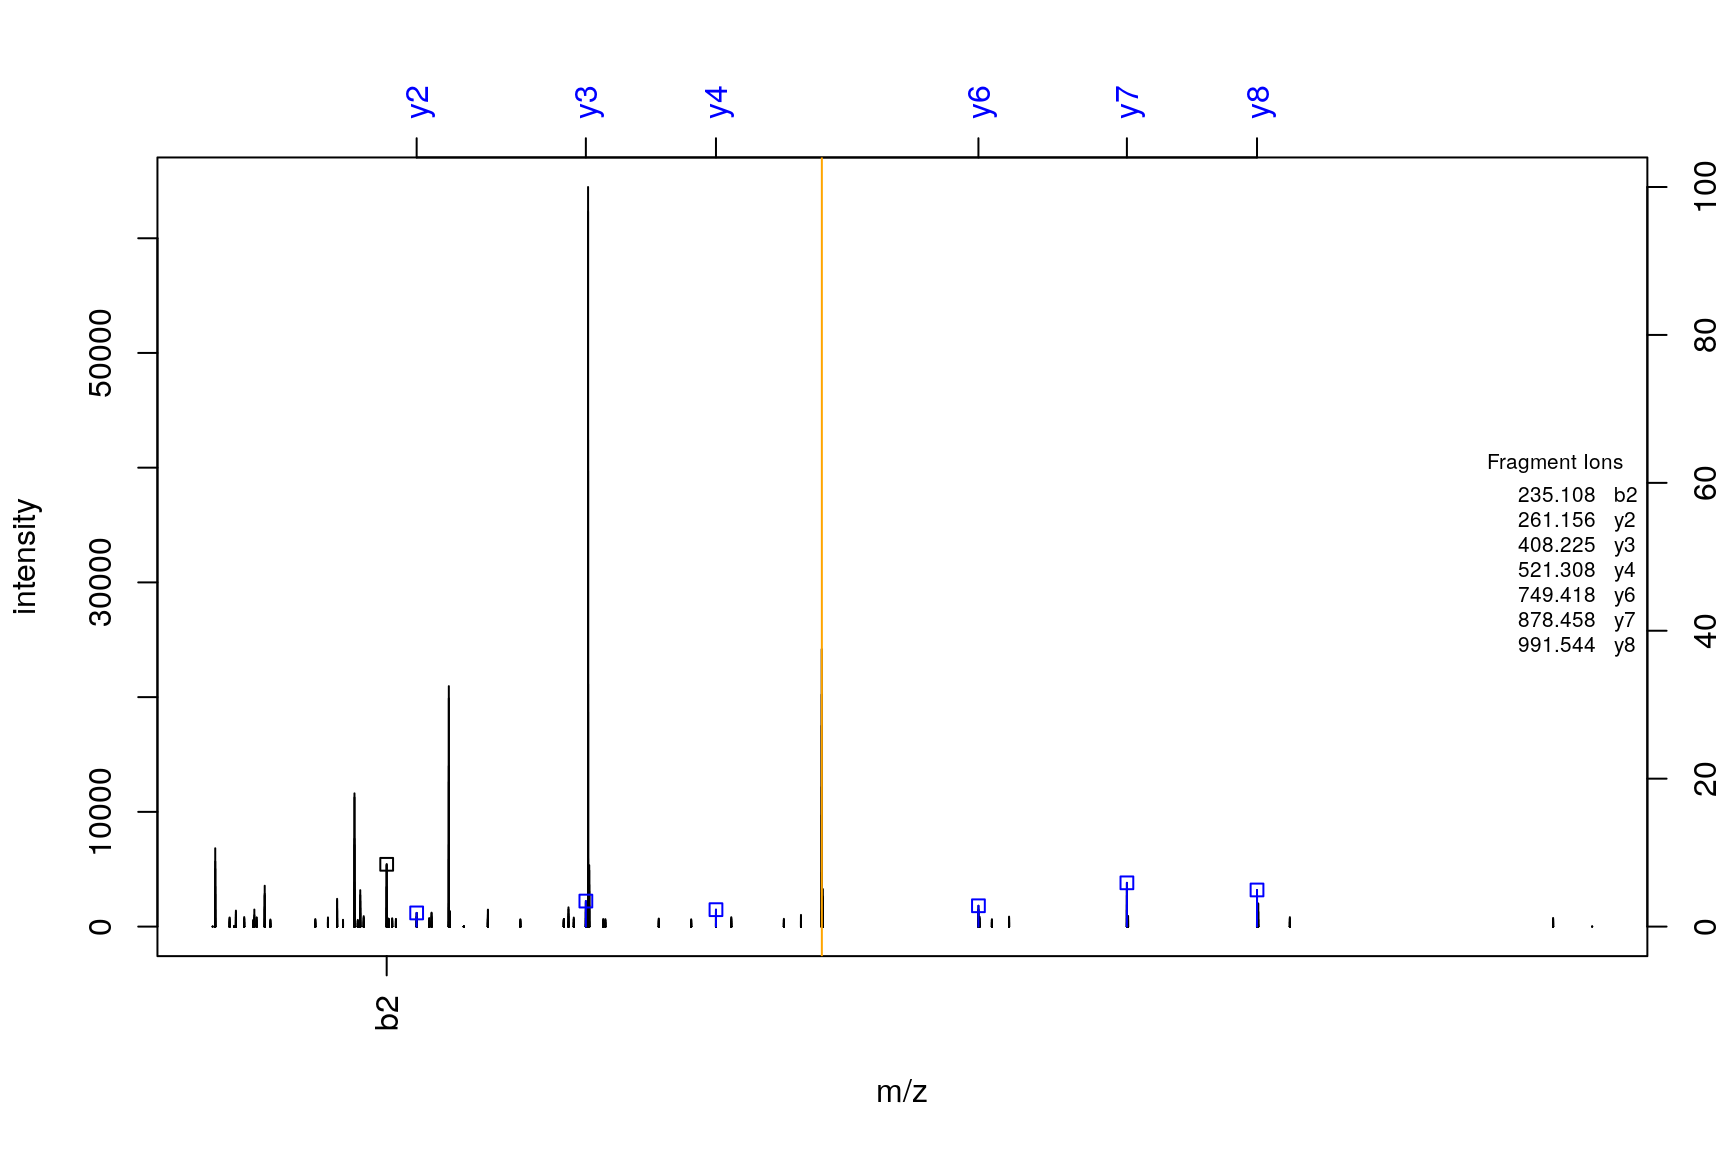 y2 y3 y4 y6 y7 y8
100
80
60
40
20
0
50000
30000
10000
0
intensity
Fragment Ions
235.108 b2
261.156 y2
408.225 y3
521.308 y4
749.418 y6
878.458 y7
991.544 y8
b2
m/z